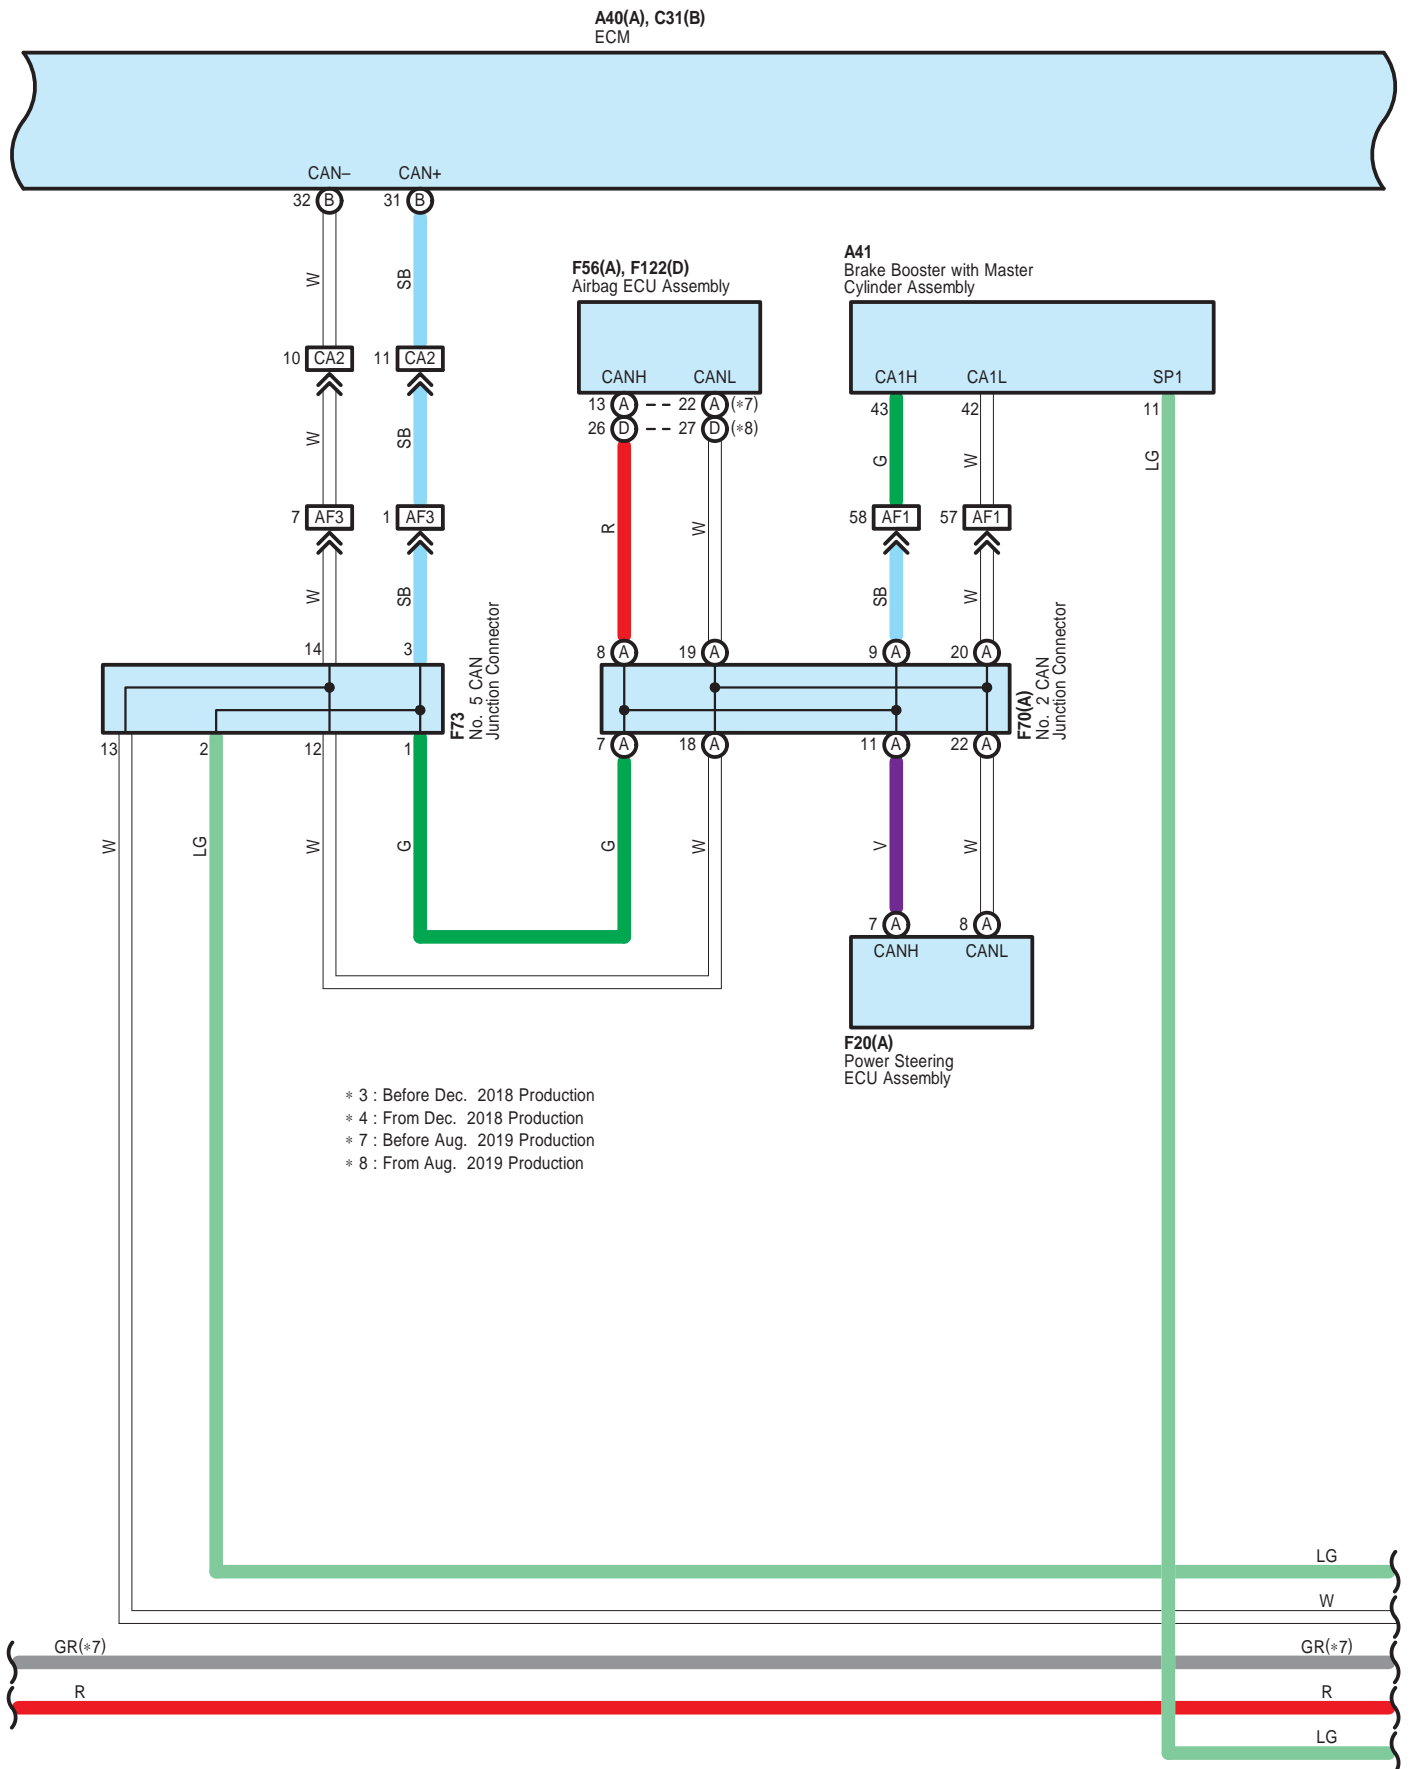 A40(A), C31(B)
ECM
CAN– CAN+
32 B 31 B
W SB
F56(A), F122(D)
Airbag ECU Assembly
A41
Brake Booster with Master
Cylinder Assembly
10 CA2 11 CA2
CANH CANL
CA1H CA1L SP1
13 A 22 A (*7)
26 D 27 D (*8)
43 42 11
W SB
G W LG
7 AF3 1 AF3
R W
58 AF1 57 AF1
W SB
SB W
14 3
8 A 19 A 9 A 20 A
F73
No. 5 CAN
Junction Connector
F70(A)
No. 2 CAN
Junction Connector
13 2 12 1
7 A 18 A 11 A 22 A
W LG W G G W V W
7 A 8 A
CANH CANL
F20(A)
Power Steering
ECU Assembly
* 3 : Before Dec. 2018 Production
* 4 : From Dec. 2018 Production
* 7 : Before Aug. 2019 Production
* 8 : From Aug. 2019 Production
LG
W
GR(*7) GR(*7)
R R
LG